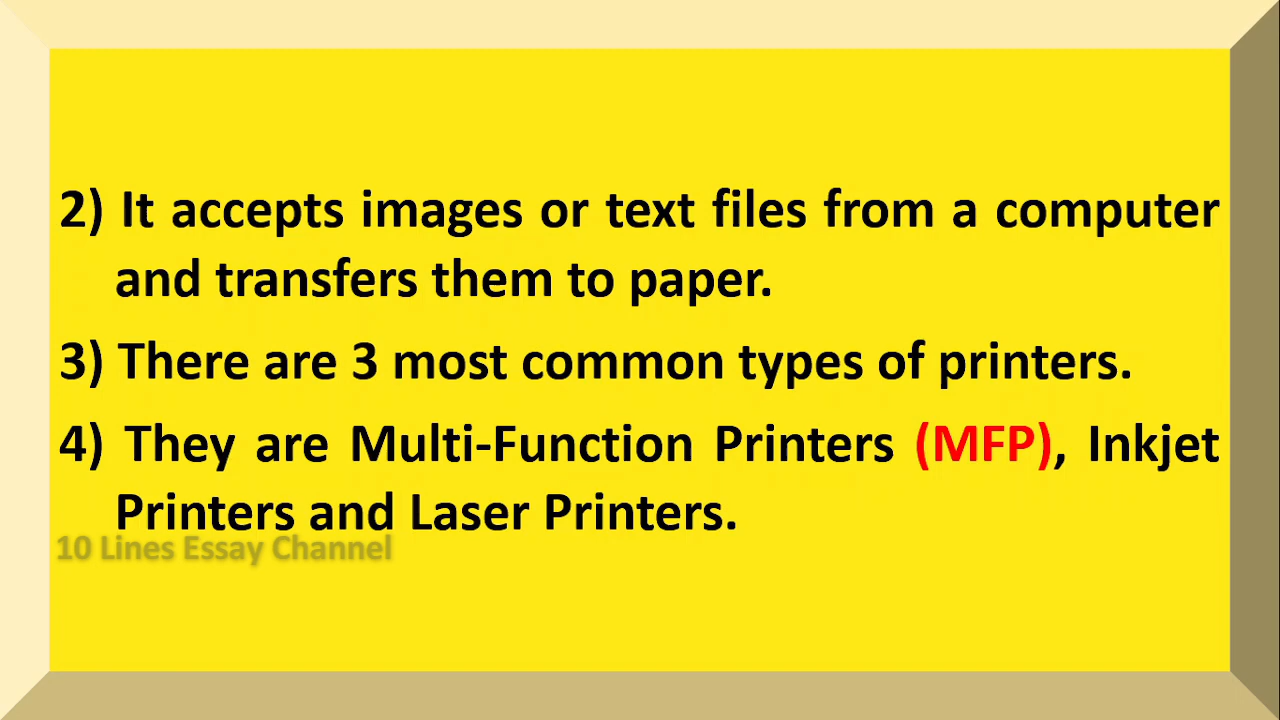 2) It accepts images or text files from a computer
and transfers them to paper.
3) There are 3 most common types of printers.
4) They are Multi-Function Printers (MFP), Inkjet
Printers and Laser Printers.
10 Lines Essay Channel